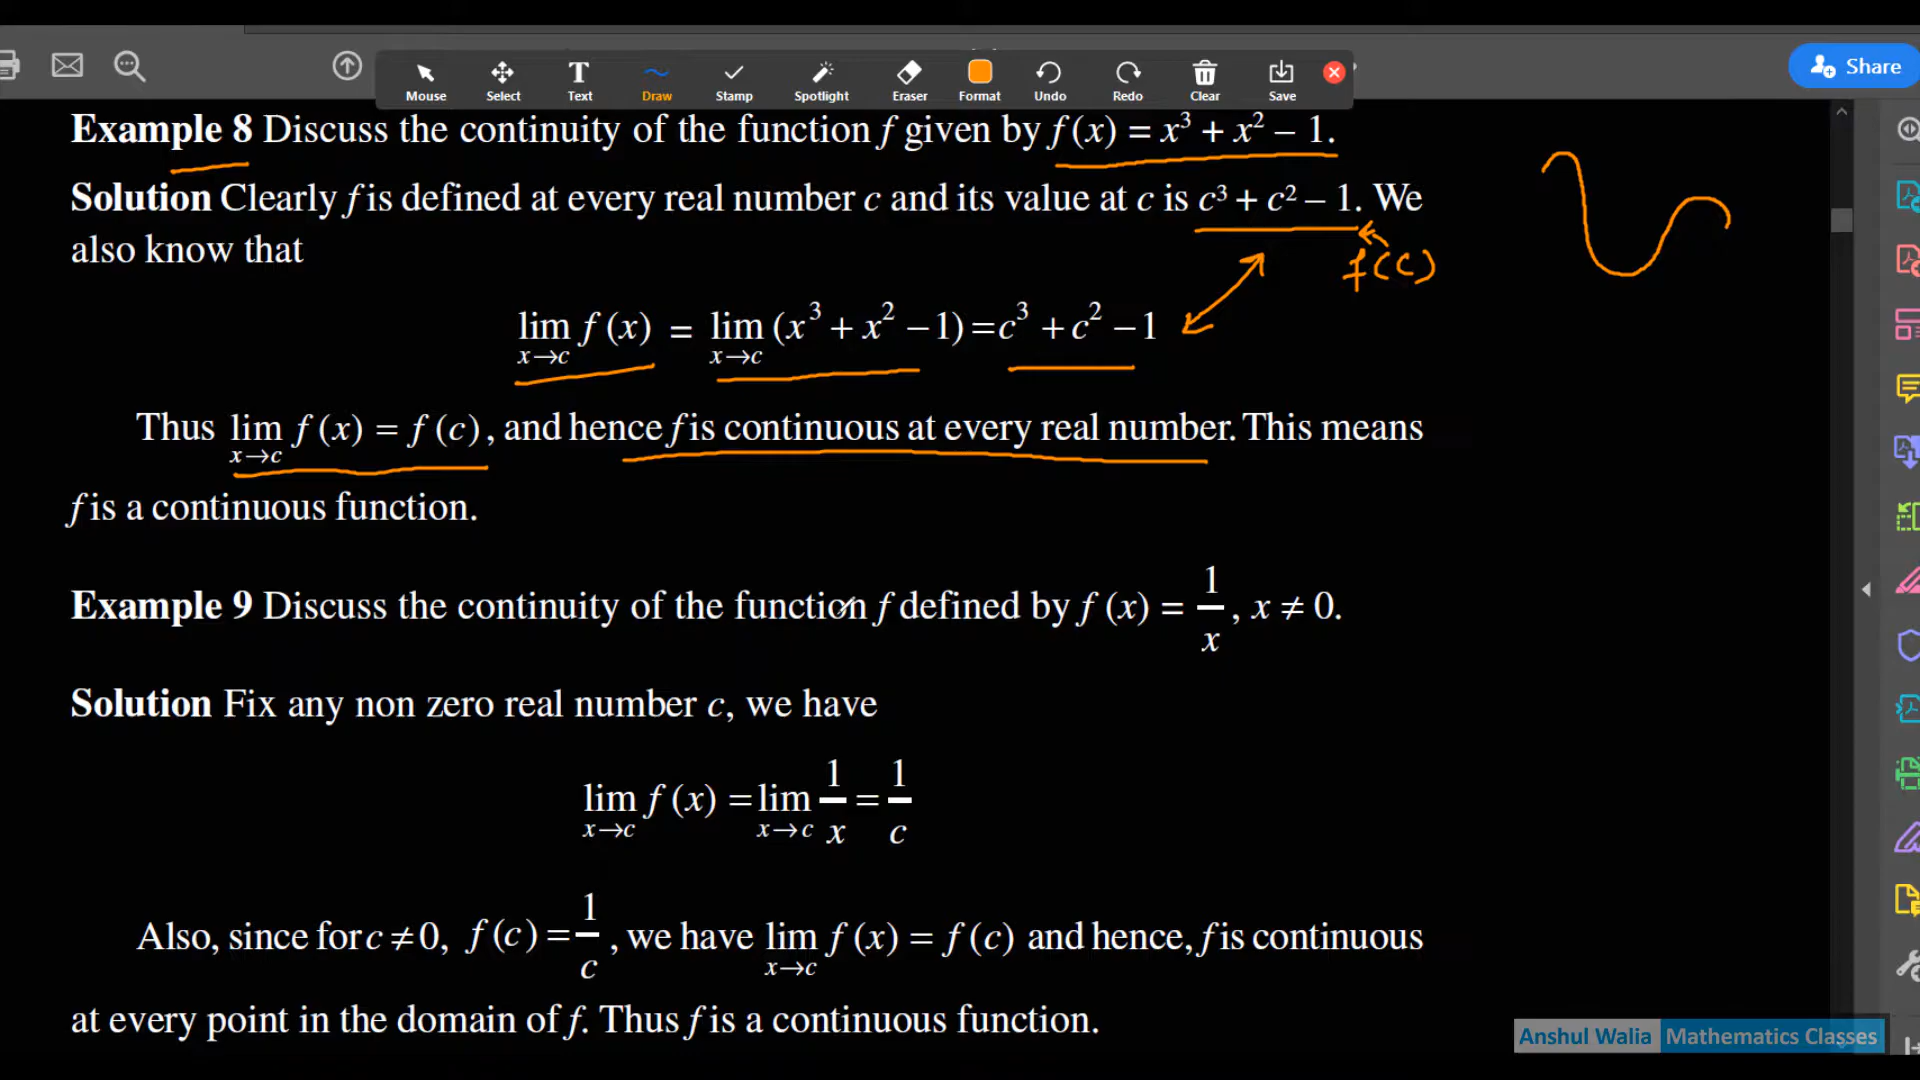 Share
Mouse Select Text Draw Stamp Spotlight Eraser Format Undo Redo Clear Save
Example 8 Discuss the continuity of the function f given by f(x) = x³ + x² – 1.
Solution Clearly f is defined at every real number c and its value at c is c³ + c² – 1. We
also know that
f(c)
lim x→c f(x) = lim x→c (x³ + x² – 1) = c³ + c² – 1
Thus lim x→c f(x) = f(c), and hence f is continuous at every real number. This means
f is a continuous function.
Example 9 Discuss the continuity of the function f defined by f(x) = 1/x, x ≠ 0.
Solution Fix any non zero real number c, we have
lim x→c f(x) = lim x→c 1/x = 1/c
Also, since for c ≠ 0, f(c) = 1/c, we have lim x→c f(x) = f(c) and hence, f is continuous
at every point in the domain of f. Thus f is a continuous function.
Anshul Walia Mathematics Classes